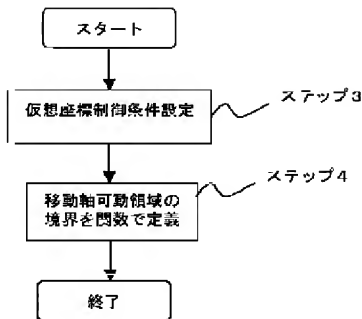 スタート
仮想座標制御条件設定
ステップ3
移動軸可動領域の
境界を関数で定義
ステップ4
終了